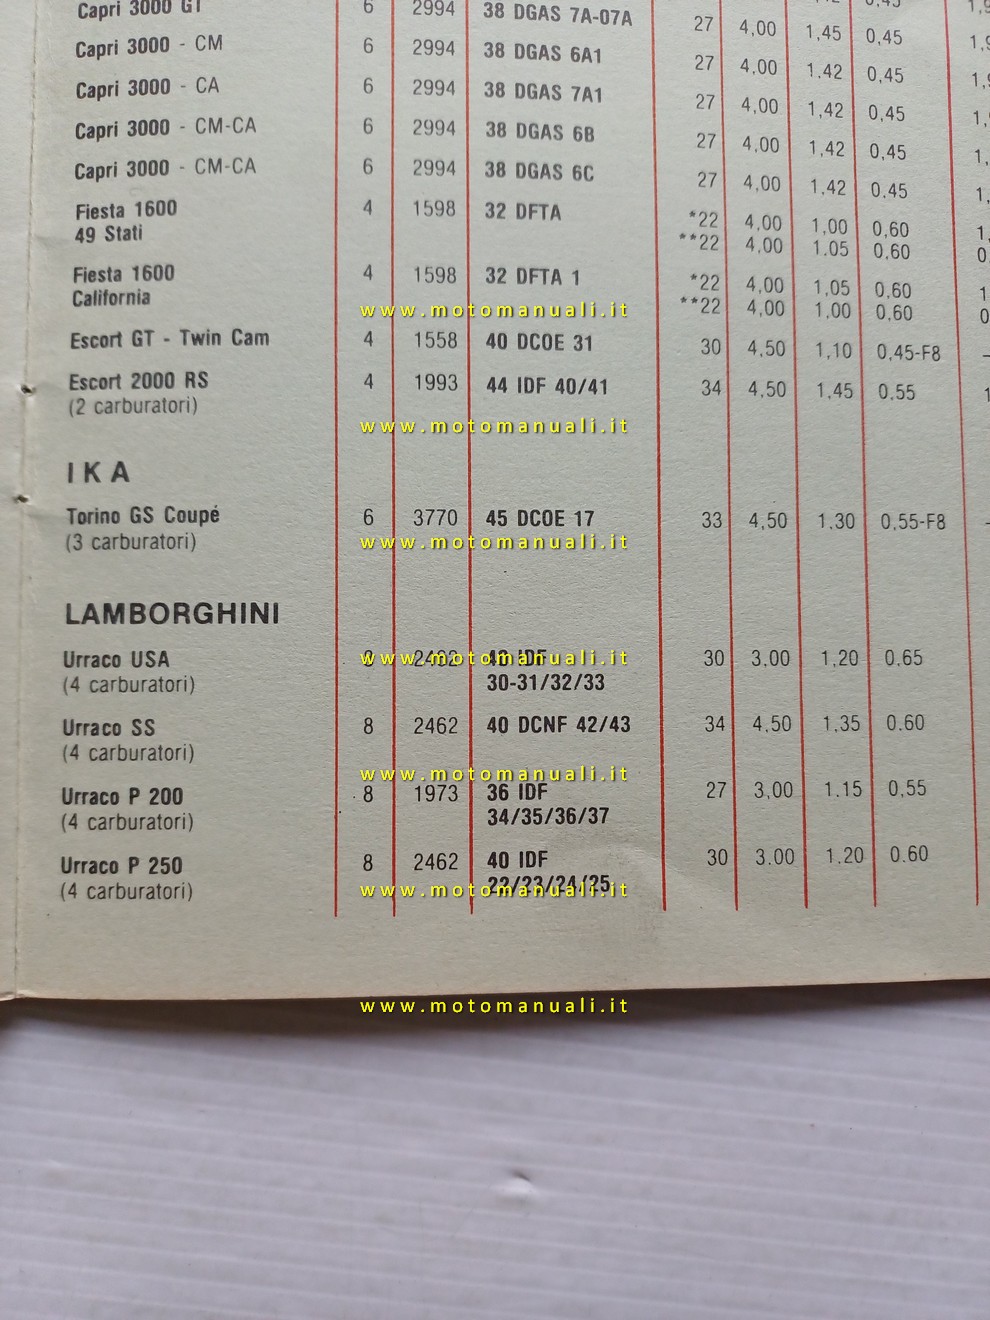 Capri 3000 GT 6 2994 38 DGAS 7A-07A 27 4,00 1,45 0,45
Capri 3000 - CM 6 2994 38 DGAS 6A1 27 4,00 1.42 0,45
Capri 3000 - CA 6 2994 38 DGAS 7A1 27 4,00 1,42 0,45
Capri 3000 - CM-CA 6 2994 38 DGAS 6B 27 4,00 1,42 0,45
Capri 3000 - CM-CA 6 2994 38 DGAS 6C 27 4,00 1,42 0.45
Fiesta 1600 4 1598 32 DFTA *22 4,00 1,00 0,60
49 Stati **22 4,00 1.05 0,60
Fiesta 1600 4 1598 32 DFTA 1 *22 4,00 1,05 0,60
California **22 4,00 1,00 0,60
www.motomanuali.it
Escort GT - Twin Cam 4 1558 40 DCOE 31 30 4,50 1,10 0,45-F8 –
Escort 2000 RS 4 1993 44 IDF 40/41 34 4,50 1,45 0.55
(2 carburatori)
www.motomanuali.it
IKA
Torino GS Coupé 6 3770 45 DCOE 17 33 4,50 1,30 0,55-F8 –
(3 carburatori)
www.motomanuali.it
LAMBORGHINI
Urraco USA 8 2462 40 IDF 30 3,00 1,20 0.65
www.motomanuali.it
(4 carburatori) 30-31/32/33
Urraco SS 8 2462 40 DCNF 42/43 34 4,50 1,35 0.60
(4 carburatori)
www.motomanuali.it
Urraco P 200 8 1973 36 IDF 27 3,00 1.15 0,55
(4 carburatori) 34/35/36/37
Urraco P 250 8 2462 40 IDF 30 3.00 1,20 0.60
(4 carburatori) 22/23/24/25
www.motomanuali.it
www.motomanuali.it